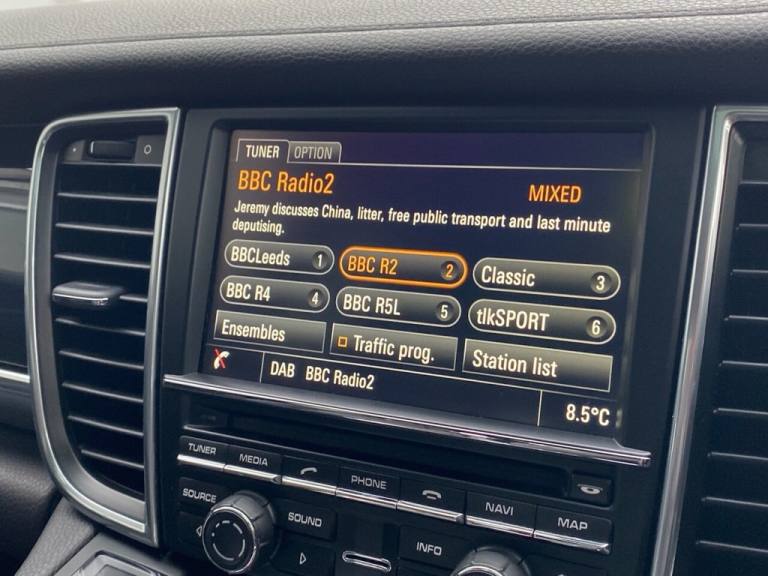 TUNER OPTION
BBC Radio2 MIXED
Jeremy discusses China, litter, free public transport and last minute
deputising.
BBCLeeds 1 BBC R2 2 Classic 3
BBC R4 4 BBC R5L 5 tlkSPORT 6
Ensembles Traffic prog. Station list
DAB BBC Radio2 8.5°C
TUNER MEDIA PHONE NAVI MAP
SOURCE SOUND INFO